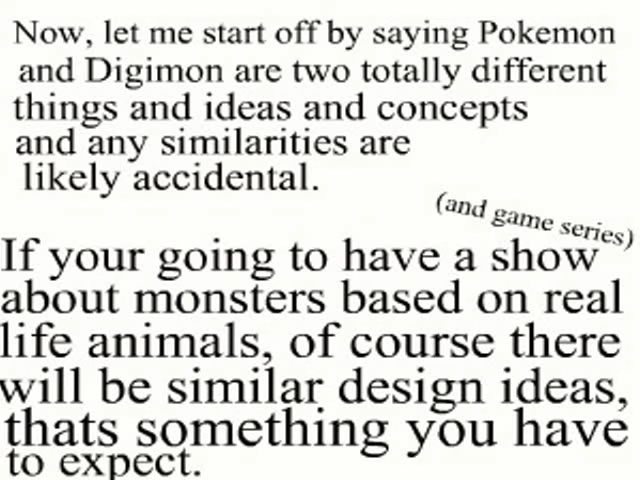 Now, let me start off by saying Pokemon
and Digimon are two totally different
things and ideas and concepts
and any similarities are
likely accidental.
(and game series)
If your going to have a show
about monsters based on real
life animals, of course there
will be similar design ideas,
thats something you have
to expect.